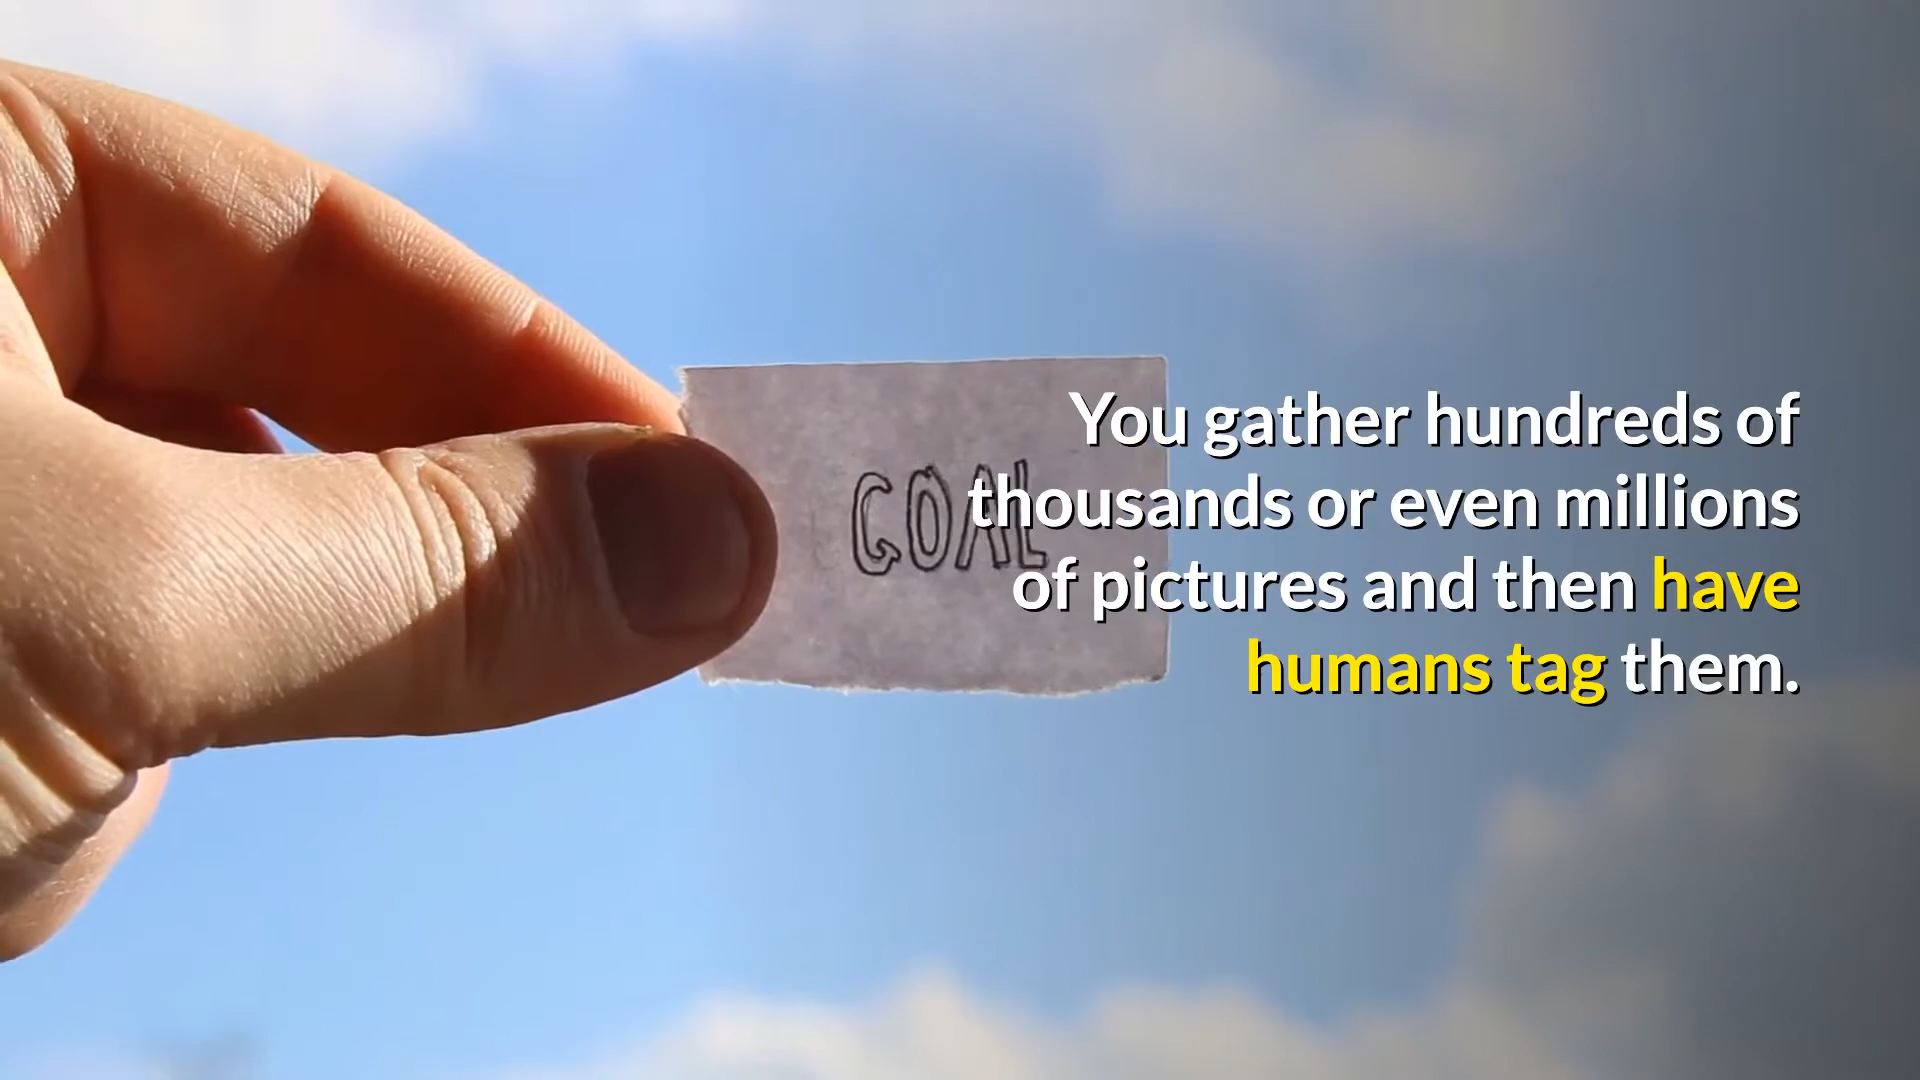 GOAL
You gather hundreds of
thousands or even millions
of pictures and then have
humans tag them.